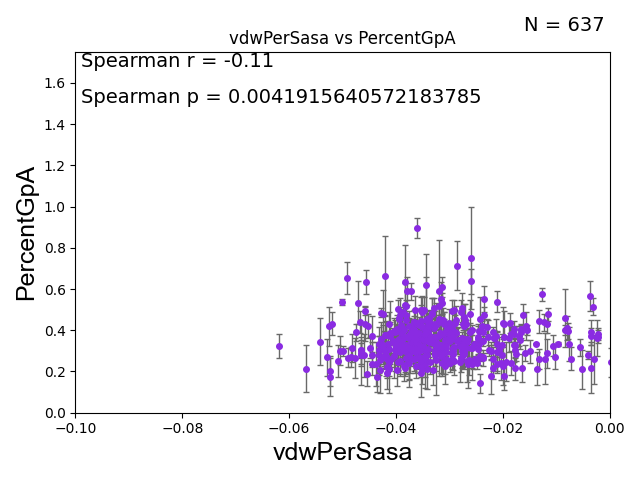 N = 637
vdwPerSasa vs PercentGpA
Spearman r = -0.11
Spearman p = 0.0041915640572183785
1.6
1.4
1.2
1.0
0.8
0.6
0.4
0.2
0.0
PercentGpA
−0.10 −0.08 −0.06 −0.04 −0.02 0.00
vdwPerSasa